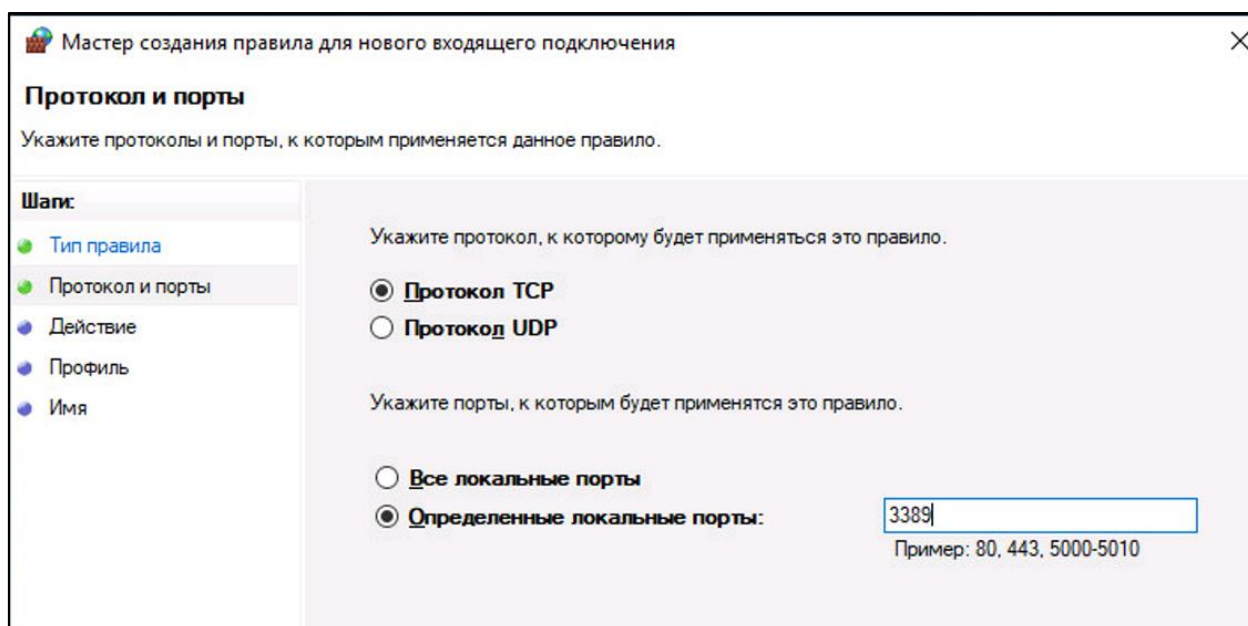 Мастер создания правила для нового входящего подключения
Протокол и порты
Укажите протоколы и порты, к которым применяется данное правило.
Шаги:
Тип правила
Протокол и порты
Действие
Профиль
Имя
Укажите протокол, к которому будет применяться это правило.
Протокол TCP
Протокол UDP
Укажите порты, к которым будет применятся это правило.
Все локальные порты
Определенные локальные порты: 3389
Пример: 80, 443, 5000-5010